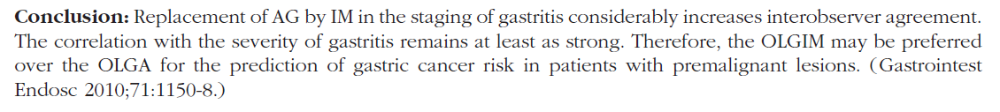 Conclusion: Replacement of AG by IM in the staging of gastritis considerably increases interobserver agreement.
The correlation with the severity of gastritis remains at least as strong. Therefore, the OLGIM may be preferred
over the OLGA for the prediction of gastric cancer risk in patients with premalignant lesions. (Gastrointest
Endosc 2010;71:1150-8.)